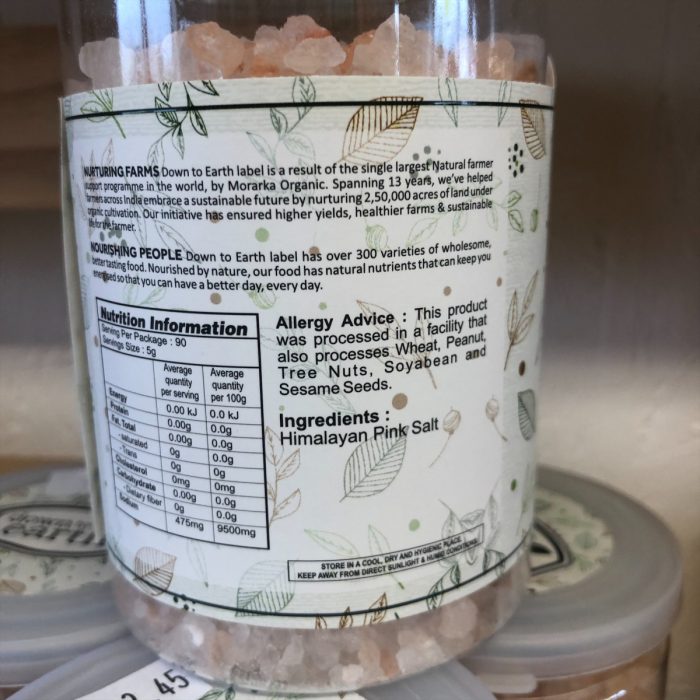 NURTURING FARMS Down to Earth label is a result of the single largest Natural farmer
support programme in the world, by Morarka Organic. Spanning 13 years, we've helped
farmers across India embrace a sustainable future by nurturing 2,50,000 acres of land under
organic cultivation. Our initiative has ensured higher yields, healthier farms & sustainable
life for the farmer.
NOURISHING PEOPLE Down to Earth label has over 300 varieties of wholesome,
better tasting food. Nourished by nature, our food has natural nutrients that can keep you
energised so that you can have a better day, every day.
Nutrition Information
Serving Per Package : 90
Servings Size : 5g
Average quantity per serving Average quantity per 100g
Energy 0.00 kJ 0.0 kJ
Protein 0.00g 0.0g
Fat, Total 0.00g 0.0g
- saturated 0g 0.0g
- Trans 0g 0g
Cholesterol 0mg 0mg
Carbohydrate 0.00g 0.0g
- Dietary fiber 0g 0.0g
Sodium 475mg 9500mg
Allergy Advice : This product
was processed in a facility that
also processes Wheat, Peanut,
Tree Nuts, Soyabean and
Sesame Seeds.
Ingredients :
Himalayan Pink Salt
STORE IN A COOL, DRY AND HYGIENIC PLACE.
KEEP AWAY FROM DIRECT SUNLIGHT & HUMID CONDITIONS.
earth
45